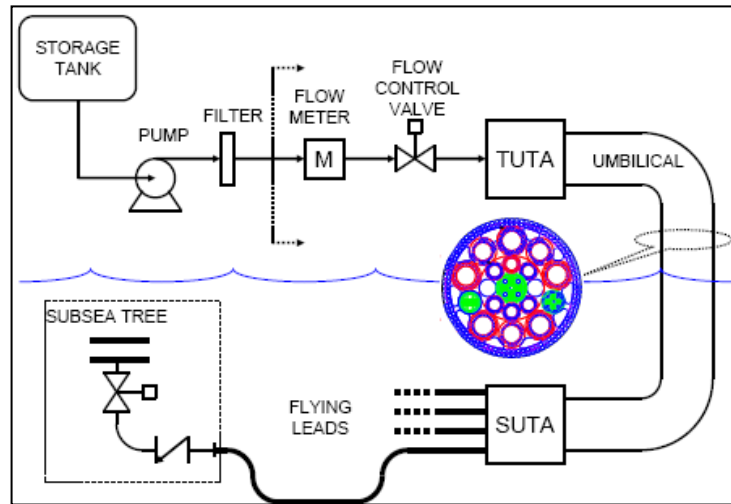 STORAGE
TANK
PUMP
FILTER
FLOW
METER
FLOW
CONTROL
VALVE
M
TUTA
UMBILICAL
SUBSEA TREE
FLYING
LEADS
SUTA